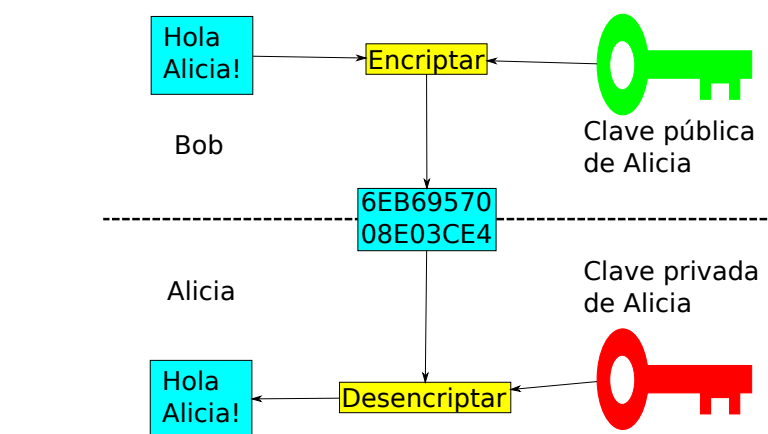 Hola
Alicia!
Encriptar
Clave pública
de Alicia
Bob
6EB69570
08E03CE4
Alicia
Clave privada
de Alicia
Hola
Alicia!
Desencriptar